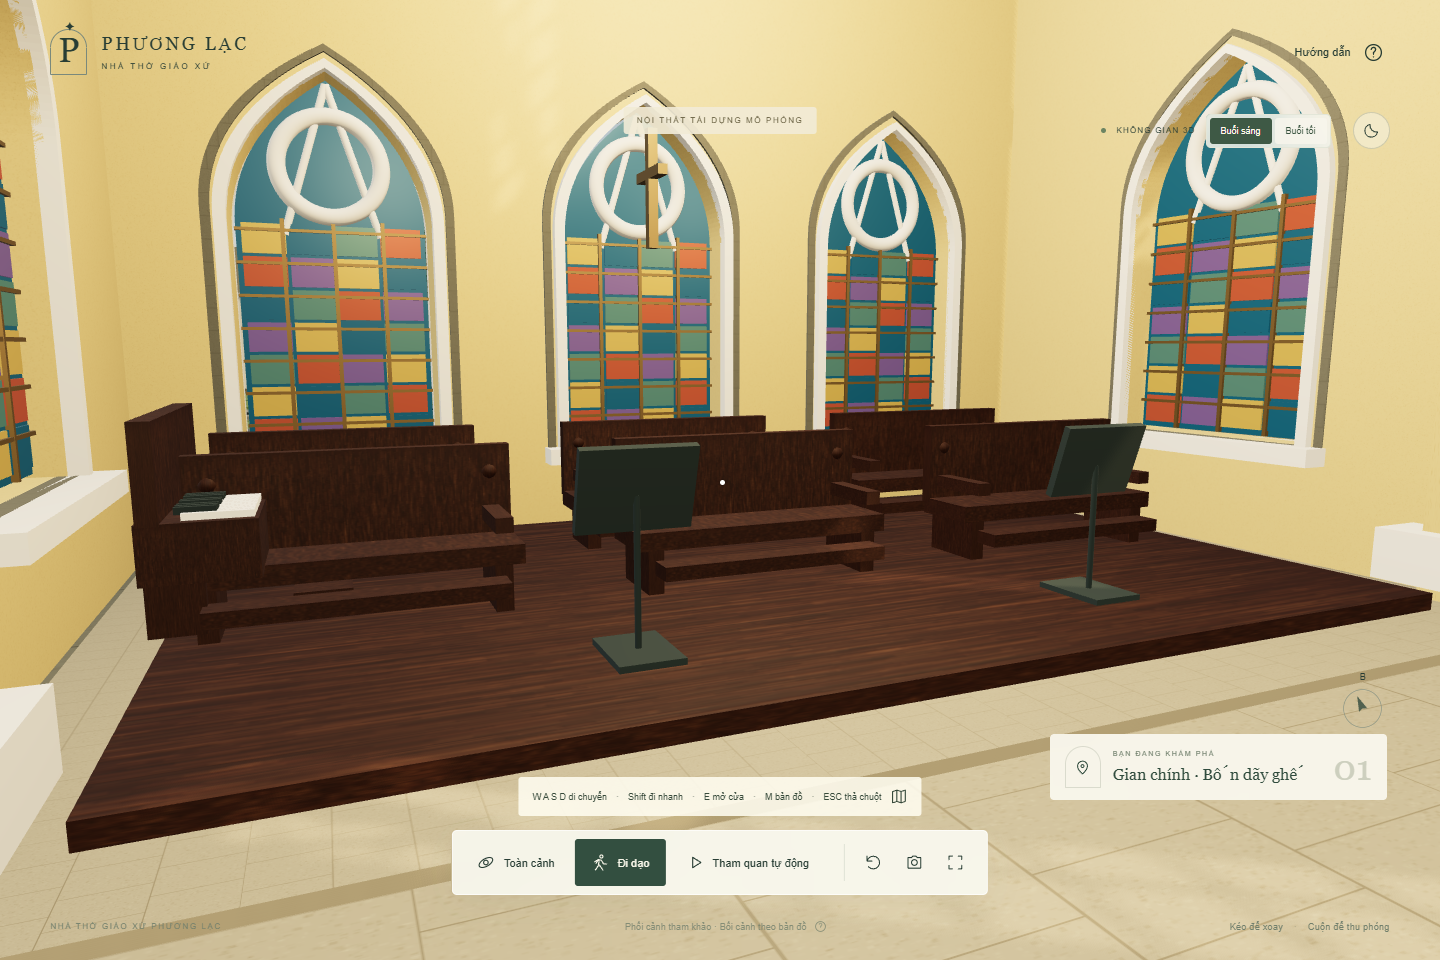 P
PHƯƠNG LẠC
NHÀ THỜ GIÁO XỨ
Hướng dẫn
NỘI THẤT TÁI DỰNG MÔ PHỎNG
KHÔNG GIAN 3D
Buổi sáng
Buổi tối
B
BẠN ĐANG KHÁM PHÁ
Gian chính · Bốn dãy ghế
01
W A S D di chuyển · Shift đi nhanh · E mở cửa · M bản đồ · ESC thả chuột
Toàn cảnh
Đi dạo
Tham quan tự động
NHÀ THỜ GIÁO XỨ PHƯƠNG LẠC
Phối cảnh tham khảo · Bối cảnh theo bản đồ ?
Kéo để xoay · Cuộn để thu phóng